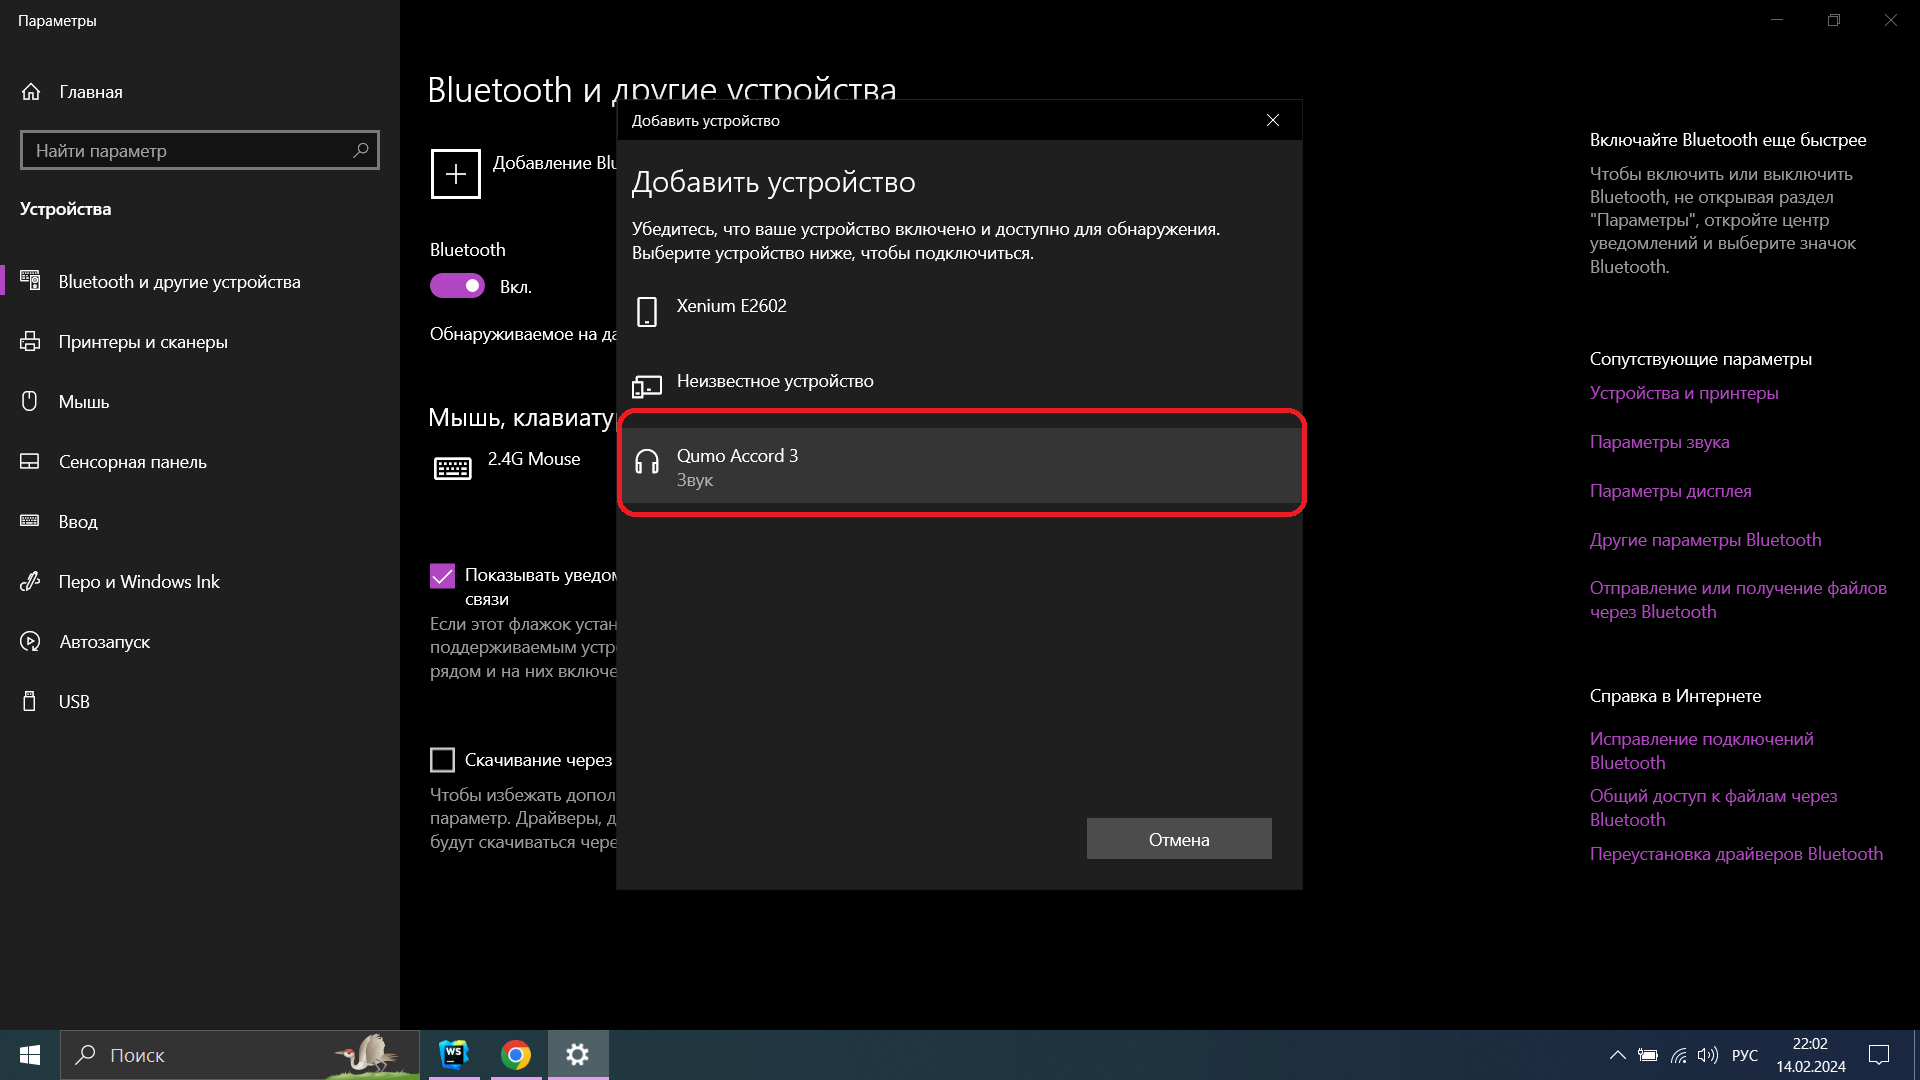 Параметры
Главная
Найти параметр
Устройства
Bluetooth и другие устройства
Принтеры и сканеры
Мышь
Сенсорная панель
Ввод
Перо и Windows Ink
Автозапуск
USB
Bluetooth и другие устройства
Добавление Blu
Bluetooth
Вкл.
Обнаруживаемое на да
Мышь, клавиату
2.4G Mouse
Показывать уведом
связи
Если этот флажок устан
поддерживаемым устр
рядом и на них включе
Скачивание через
Чтобы избежать допол
параметр. Драйверы, д
будут скачиваться чере
Добавить устройство
Добавить устройство
Убедитесь, что ваше устройство включено и доступно для обнаружения.
Выберите устройство ниже, чтобы подключиться.
Xenium E2602
Неизвестное устройство
Qumo Accord 3
Звук
Отмена
Включайте Bluetooth еще быстрее
Чтобы включить или выключить
Bluetooth, не открывая раздел
"Параметры", откройте центр
уведомлений и выберите значок
Bluetooth.
Сопутствующие параметры
Устройства и принтеры
Параметры звука
Параметры дисплея
Другие параметры Bluetooth
Отправление или получение файлов
через Bluetooth
Справка в Интернете
Исправление подключений
Bluetooth
Общий доступ к файлам через
Bluetooth
Переустановка драйверов Bluetooth
Поиск
WS
РУС
22:02
14.02.2024